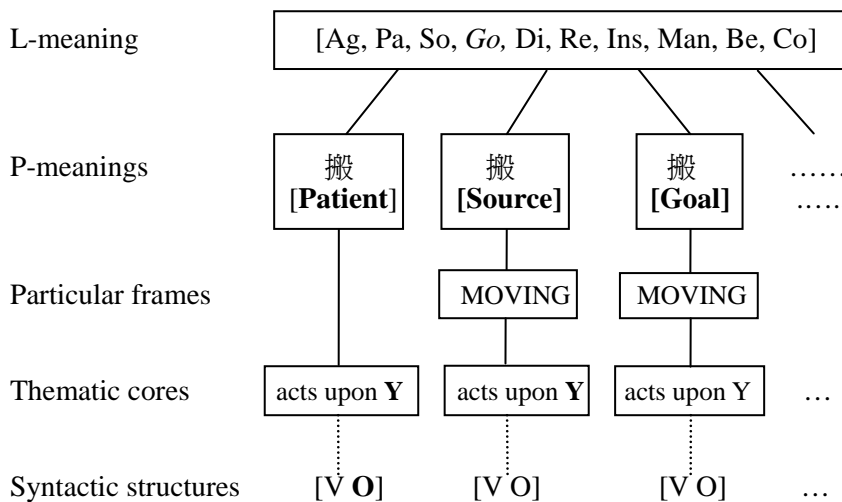 L-meaning [Ag, Pa, So, Go, Di, Re, Ins, Man, Be, Co]
P-meanings 搬 搬 搬 ……
[Patient] [Source] [Goal] …..
Particular frames MOVING MOVING
Thematic cores acts upon Y acts upon Y acts upon Y …
Syntactic structures [V O] [V O] [V O] …